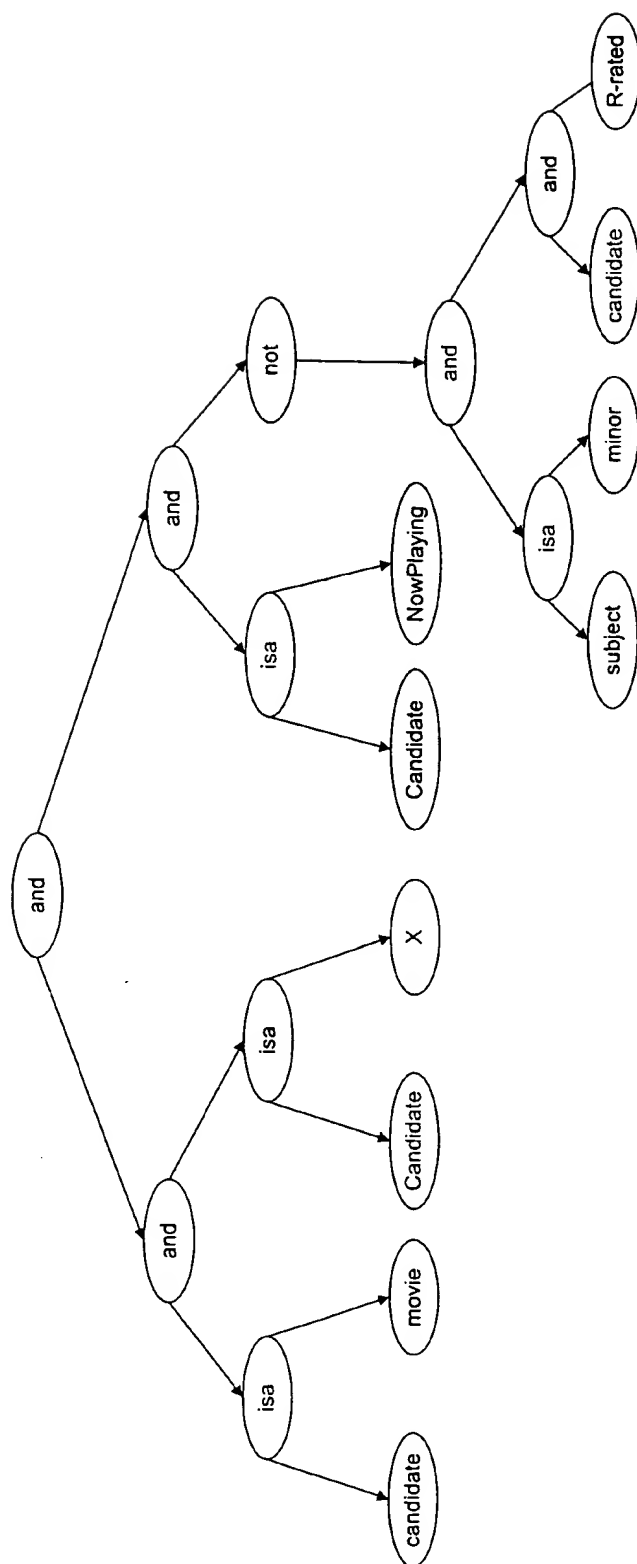 and
and
and
isa
isa
isa
not
candidate
movie
Candidate
X
Candidate
NowPlaying
and
isa
and
subject
minor
candidate
R-rated